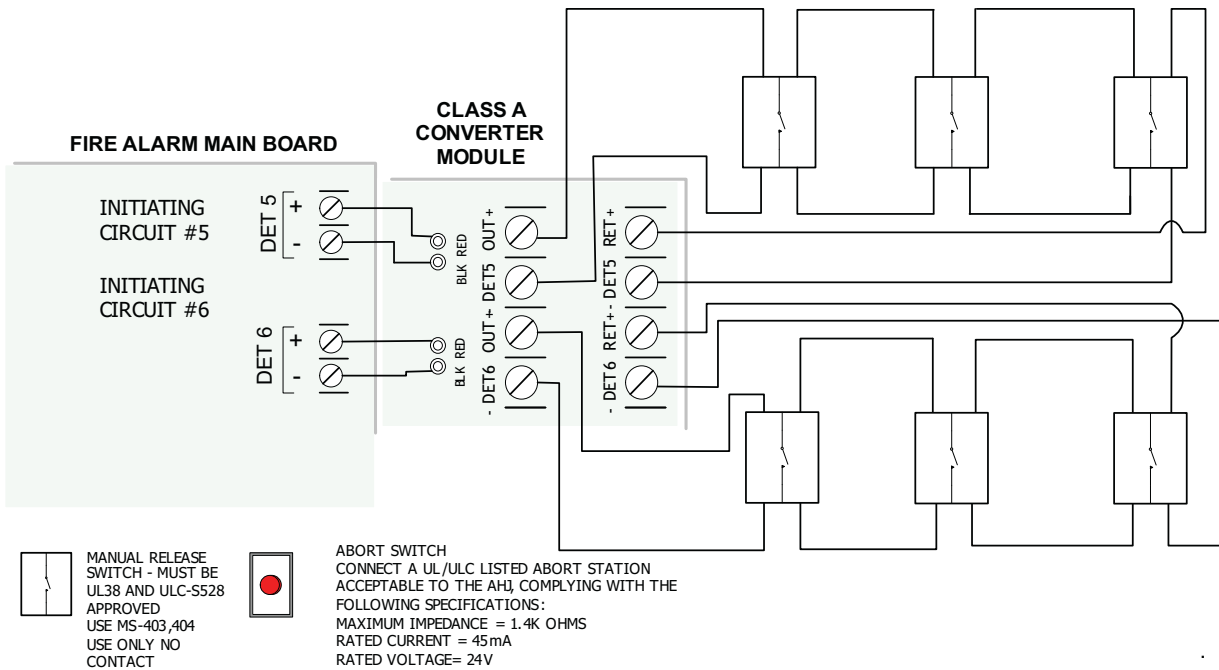 CLASS A
CONVERTER
MODULE
FIRE ALARM MAIN BOARD
INITIATING
CIRCUIT #5
INITIATING
CIRCUIT #6
DET 5
+
-
DET 6
+
-
BLK RED
BLK RED
- DET6 OUT+ DET5 OUT+
- DET6 RET+ - DET5 RET+
MANUAL RELEASE
SWITCH - MUST BE
UL38 AND ULC-S528
APPROVED
USE MS-403,404
USE ONLY NO
CONTACT
ABORT SWITCH
CONNECT A UL/ULC LISTED ABORT STATION
ACCEPTABLE TO THE AHJ, COMPLYING WITH THE
FOLLOWING SPECIFICATIONS:
MAXIMUM IMPEDANCE = 1.4K OHMS
RATED CURRENT = 45mA
RATED VOLTAGE= 24V